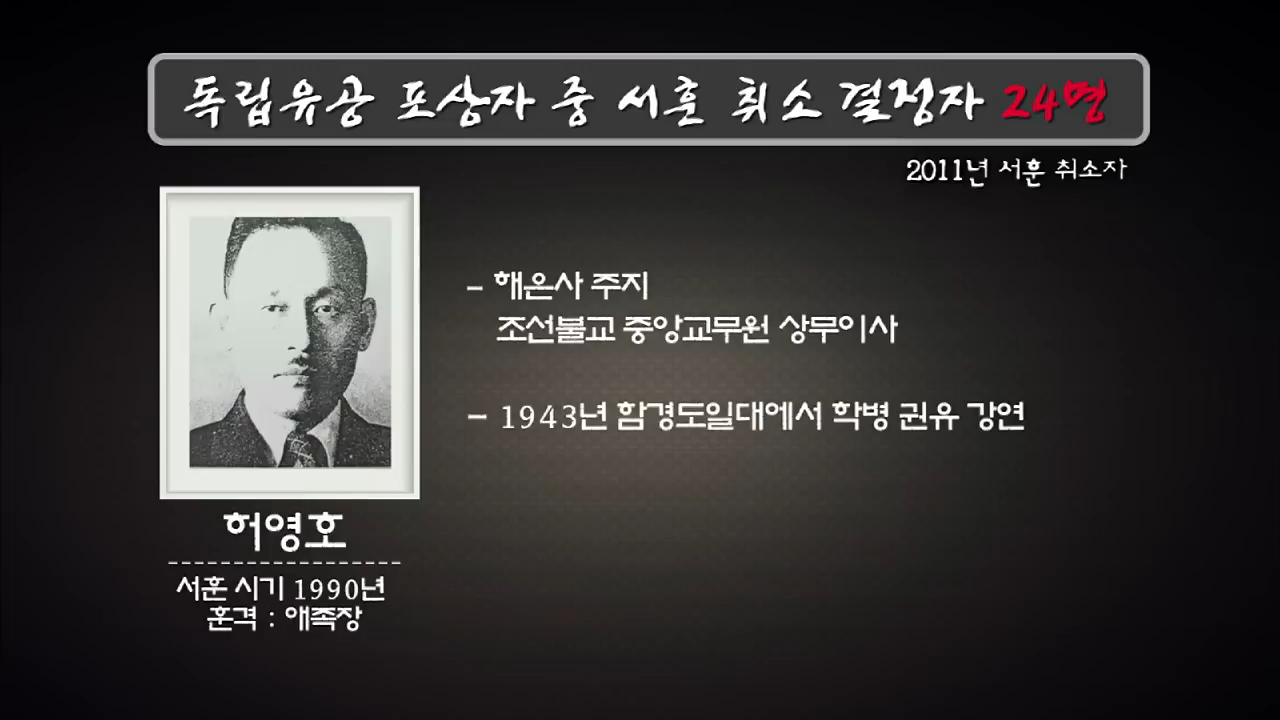 독립유공 포상자 중 서훈 취소 결정자 24명
2011년 서훈 취소자
- 해은사 주지
조선불교 중앙교무원 상무이사
- 1943년 함경도일대에서 학병 권유 강연
허영호
서훈 시기 1990년
훈격 : 애족장